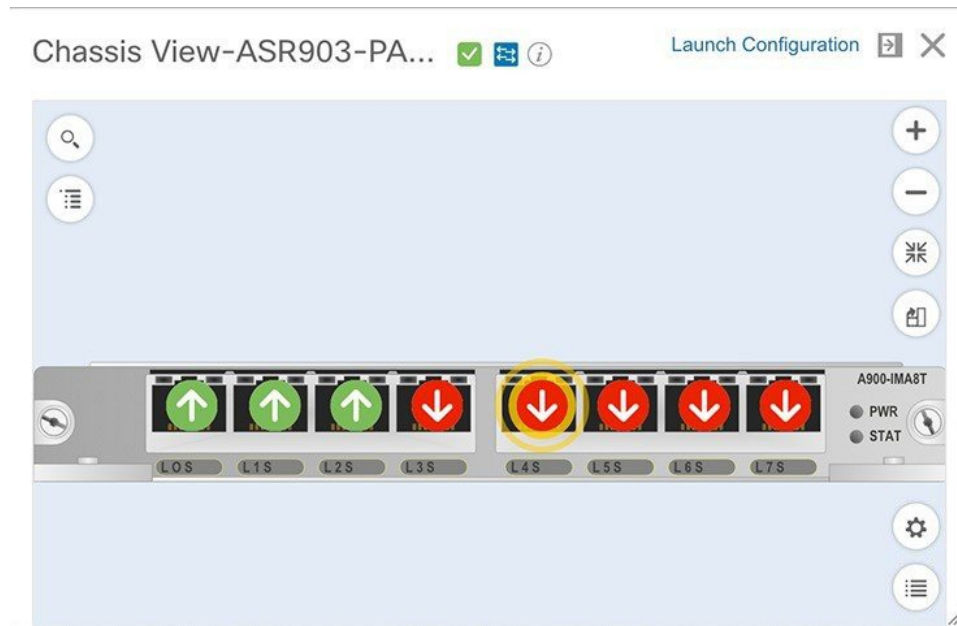 Chassis View-ASR903-PA...
Launch Configuration
A900-IMA8T
PWR
STAT
L0S L1S L2S L3S L4S L5S L6S L7S